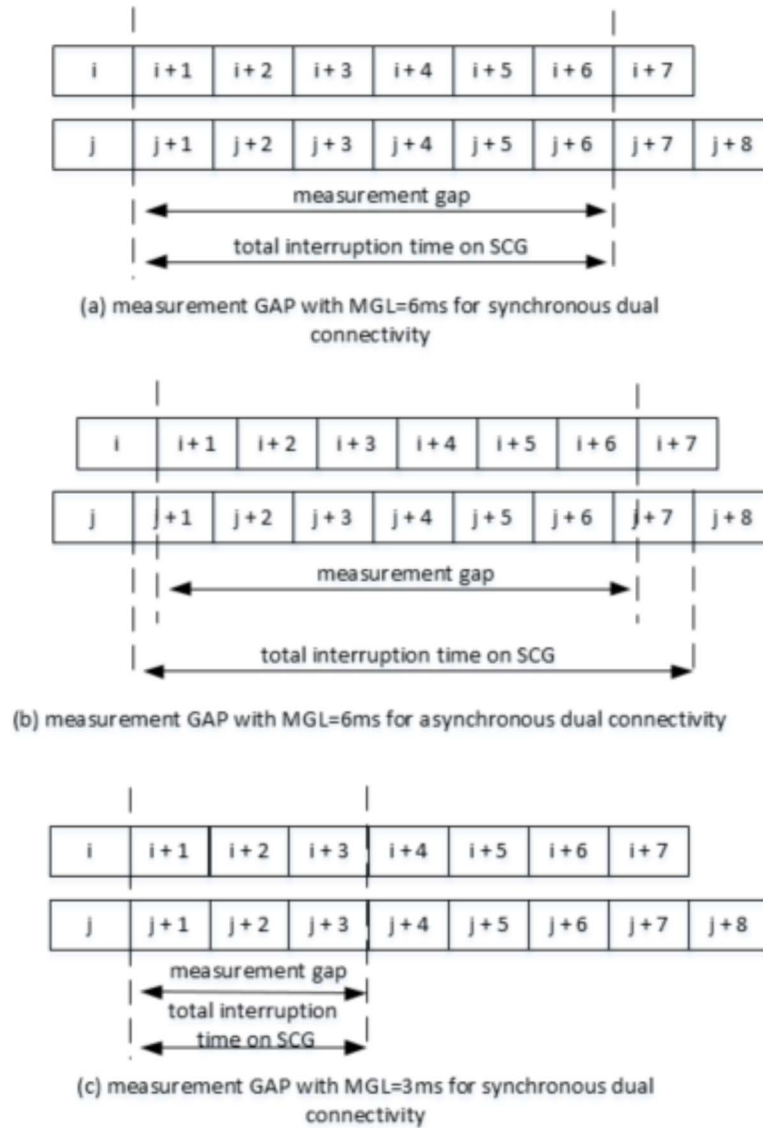 i i + 1 i + 2 i + 3 i + 4 i + 5 i + 6 i + 7
j j + 1 j + 2 j + 3 j + 4 j + 5 j + 6 j + 7 j + 8
measurement gap
total interruption time on SCG
(a) measurement GAP with MGL=6ms for synchronous dual
connectivity
i i + 1 i + 2 i + 3 i + 4 i + 5 i + 6 i + 7
j j + 1 j + 2 j + 3 j + 4 j + 5 j + 6 j + 7 j + 8
measurement gap
total interruption time on SCG
(b) measurement GAP with MGL=6ms for asynchronous dual connectivity
i i + 1 i + 2 i + 3 i + 4 i + 5 i + 6 i + 7
j j + 1 j + 2 j + 3 j + 4 j + 5 j + 6 j + 7 j + 8
measurement gap
total interruption
time on SCG
(c) measurement GAP with MGL=3ms for synchronous dual
connectivity